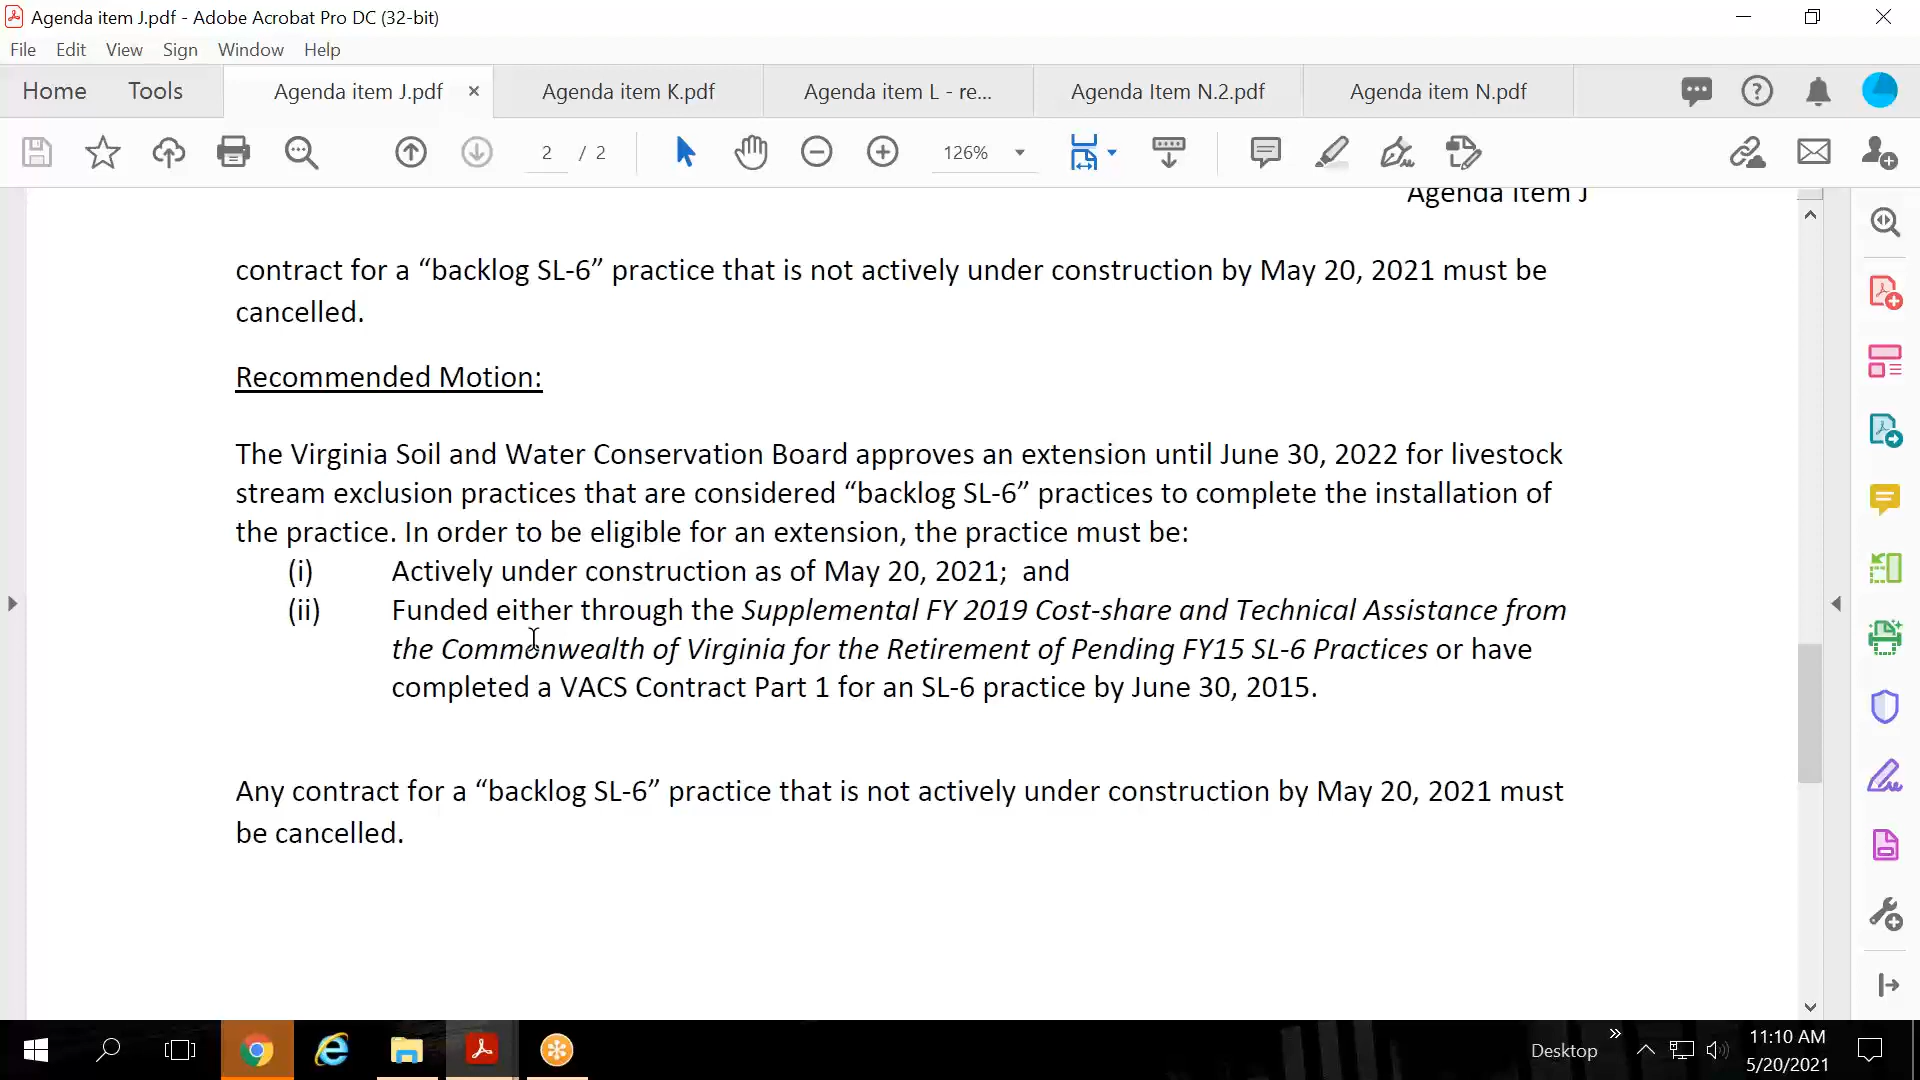 Agenda item J.pdf - Adobe Acrobat Pro DC (32-bit)
File Edit View Sign Window Help
Home Tools Agenda item J.pdf × Agenda item K.pdf Agenda item L - re... Agenda Item N.2.pdf Agenda item N.pdf
2 / 2 126%
Agenda item J
contract for a “backlog SL-6” practice that is not actively under construction by May 20, 2021 must be
cancelled.
Recommended Motion:
The Virginia Soil and Water Conservation Board approves an extension until June 30, 2022 for livestock
stream exclusion practices that are considered “backlog SL-6” practices to complete the installation of
the practice. In order to be eligible for an extension, the practice must be:
(i) Actively under construction as of May 20, 2021; and
(ii) Funded either through the Supplemental FY 2019 Cost-share and Technical Assistance from
the Commonwealth of Virginia for the Retirement of Pending FY15 SL-6 Practices or have
completed a VACS Contract Part 1 for an SL-6 practice by June 30, 2015.
Any contract for a “backlog SL-6” practice that is not actively under construction by May 20, 2021 must
be cancelled.
Desktop
11:10 AM
5/20/2021